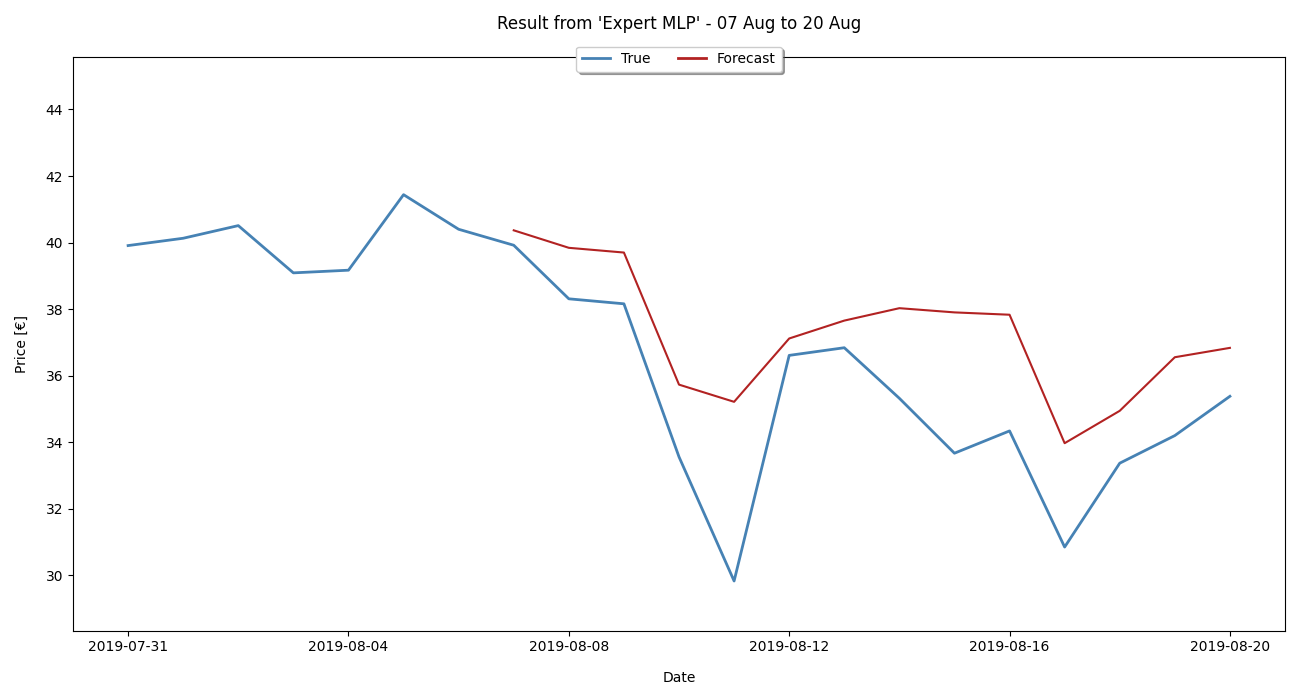 Result from 'Expert MLP' - 07 Aug to 20 Aug
True Forecast
44
42
40
38
36
34
32
30
Price [€]
2019-07-31 2019-08-04 2019-08-08 2019-08-12 2019-08-16 2019-08-20
Date